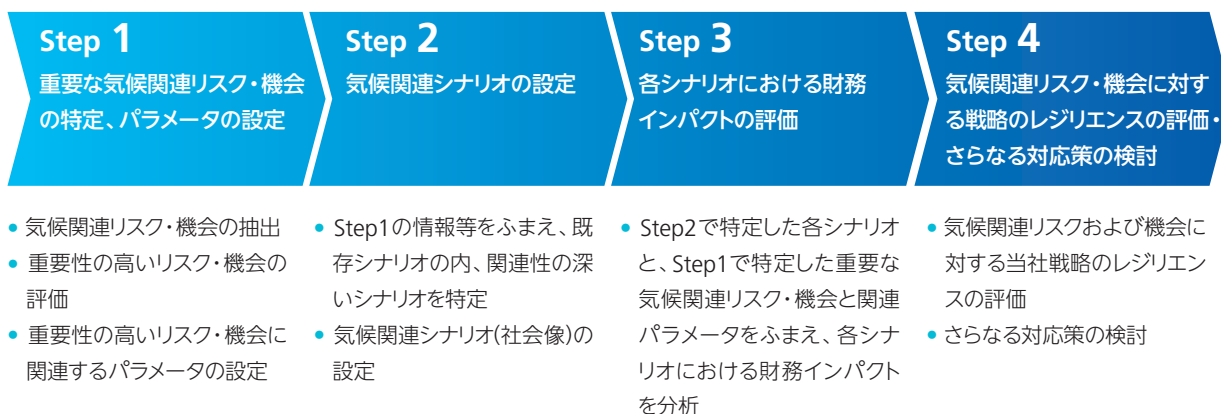 Step 1
重要な気候関連リスク・機会
の特定、パラメータの設定
Step 2
気候関連シナリオの設定
Step 3
各シナリオにおける財務
インパクトの評価
Step 4
気候関連リスク・機会に対す
る戦略のレジリエンスの評価・
さらなる対応策の検討
• 気候関連リスク・機会の抽出
• 重要性の高いリスク・機会の
評価
• 重要性の高いリスク・機会に
関連するパラメータの設定
• Step1の情報等をふまえ、既
存シナリオの内、関連性の深
いシナリオを特定
• 気候関連シナリオ(社会像)の
設定
• Step2で特定した各シナリオ
と、Step1で特定した重要な
気候関連リスク・機会と関連
パラメータをふまえ、各シナ
リオにおける財務インパクト
を分析
• 気候関連リスクおよび機会に
対する当社戦略のレジリエン
スの評価
• さらなる対応策の検討